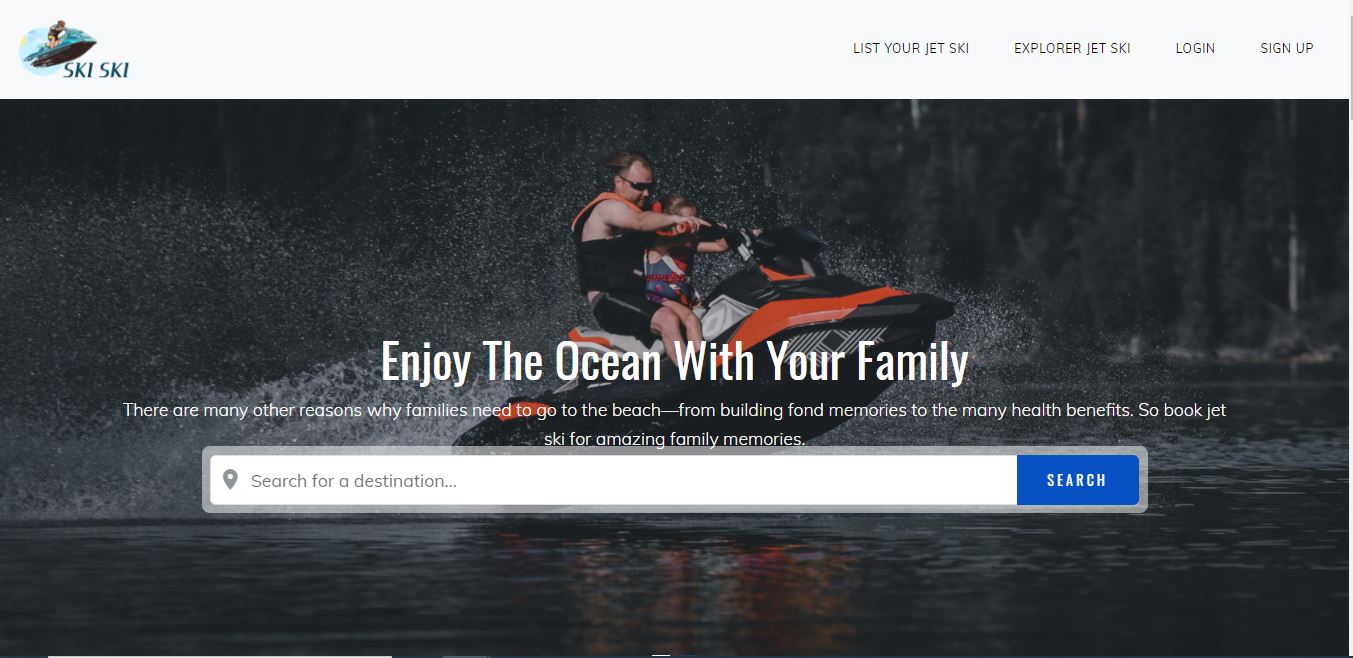 SKI SKI
LIST YOUR JET SKI
EXPLORER JET SKI
LOGIN
SIGN UP
Enjoy The Ocean With Your Family
There are many other reasons why families need to go to the beach—from building fond memories to the many health benefits. So book jet
ski for amazing family memories.
Search for a destination...
SEARCH